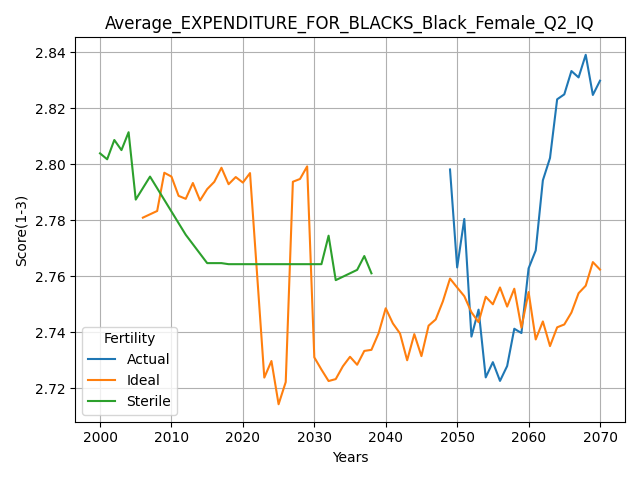 Average_EXPENDITURE_FOR_BLACKS_Black_Female_Q2_IQ
Score(1-3)
2.84
2.82
2.80
2.78
2.76
2.74
2.72
Fertility
Actual
Ideal
Sterile
2000 2010 2020 2030 2040 2050 2060 2070
Years